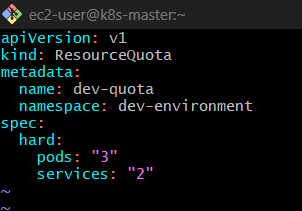 ec2-user@k8s-master:~
apiVersion: v1
kind: ResourceQuota
metadata:
  name: dev-quota
  namespace: dev-environment
spec:
  hard:
    pods: "3"
    services: "2"
~
~